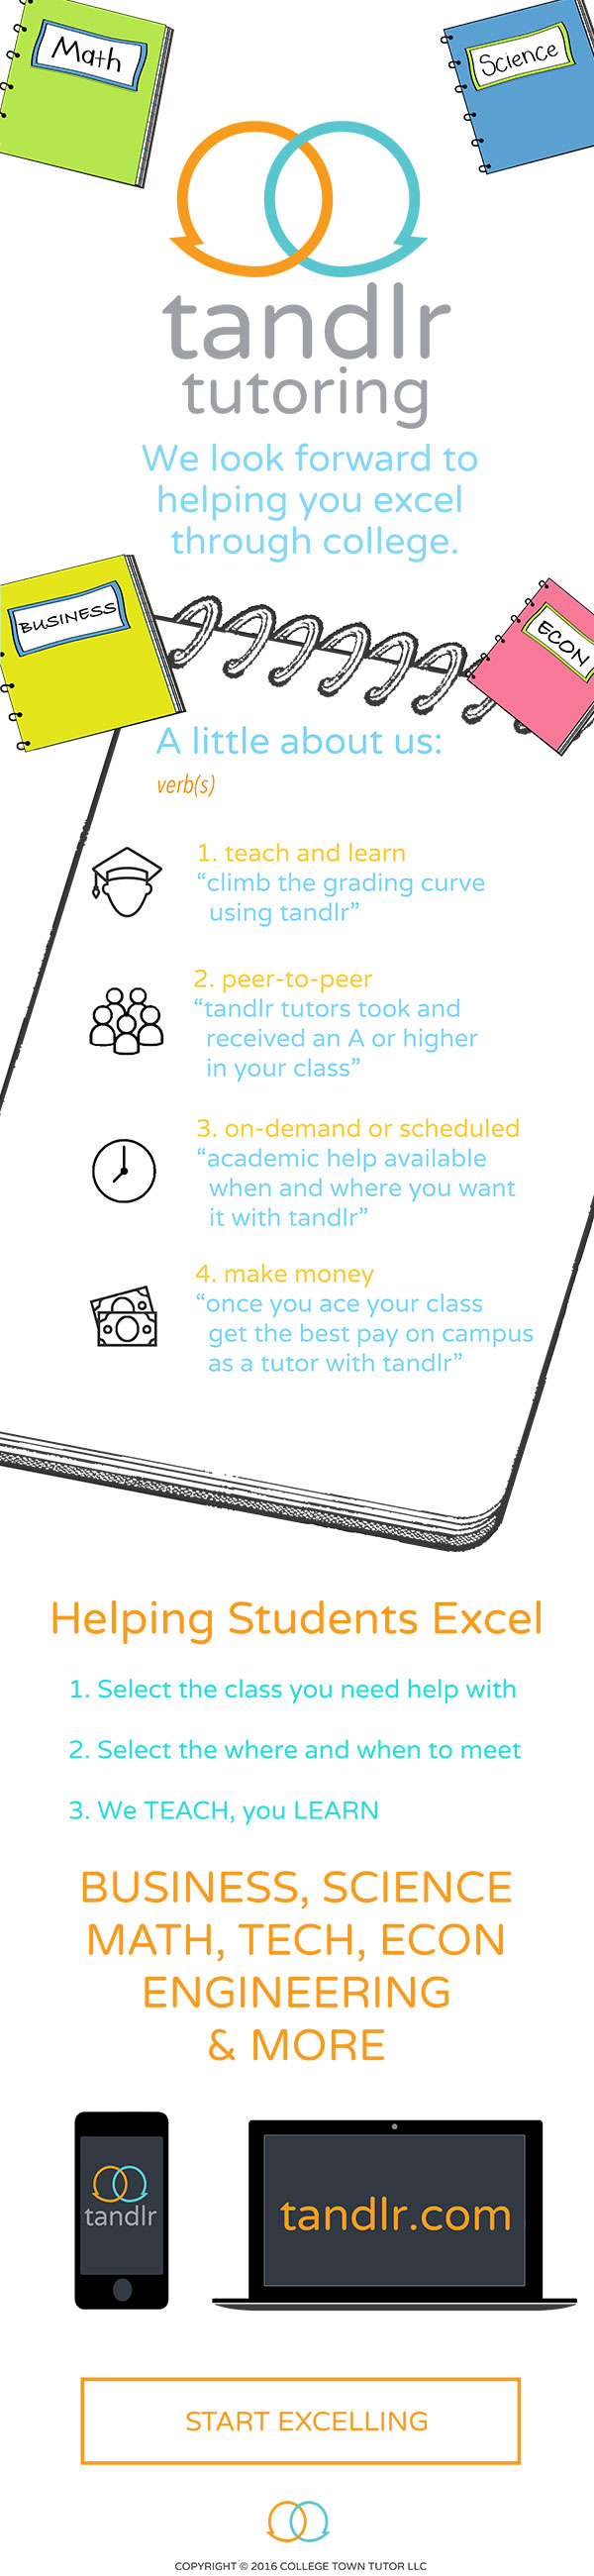 Math
Science
tandlr
tutoring
We look forward to
helping you excel
through college.
BUSINESS
ECON
A little about us:
verb(s)
1. teach and learn
“climb the grading curve
using tandlr”
2. peer-to-peer
“tandlr tutors took and
received an A or higher
in your class”
3. on-demand or scheduled
“academic help available
when and where you want
it with tandlr”
4. make money
“once you ace your class
get the best pay on campus
as a tutor with tandlr”
Helping Students Excel
1. Select the class you need help with
2. Select the where and when to meet
3. We TEACH, you LEARN
BUSINESS, SCIENCE
MATH, TECH, ECON
ENGINEERING
& MORE
tandlr
tandlr.com
START EXCELLING
COPYRIGHT © 2016 COLLEGE TOWN TUTOR LLC